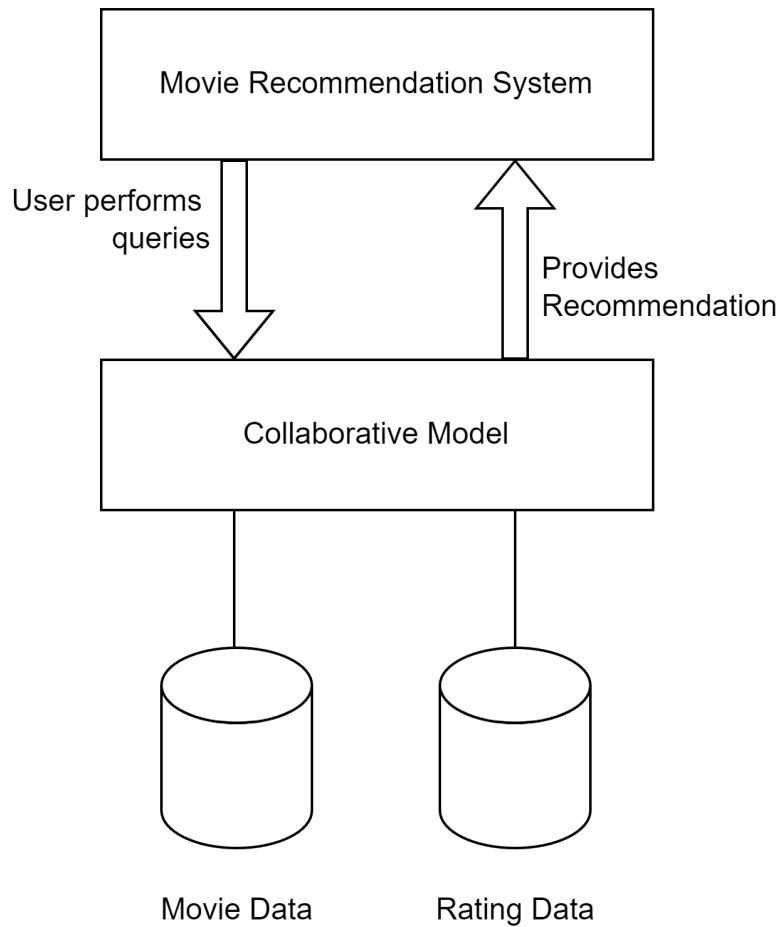 Movie Recommendation System
User performs
queries
Provides
Recommendation
Collaborative Model
Movie Data
Rating Data